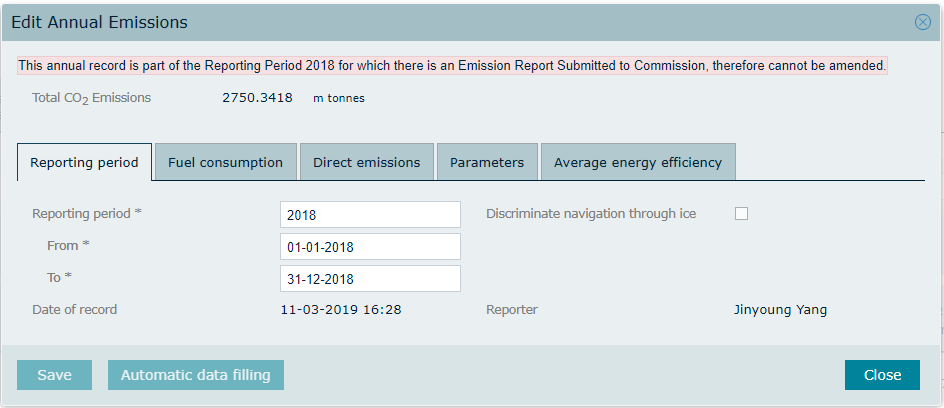 Edit Annual Emissions
This annual record is part of the Reporting Period 2018 for which there is an Emission Report Submitted to Commission, therefore cannot be amended.
Total CO2 Emissions 2750.3418 m tonnes
Reporting period Fuel consumption Direct emissions Parameters Average energy efficiency
Reporting period * 2018 Discriminate navigation through ice
From * 01-01-2018
To * 31-12-2018
Date of record 11-03-2019 16:28 Reporter Jinyoung Yang
Save Automatic data filling Close